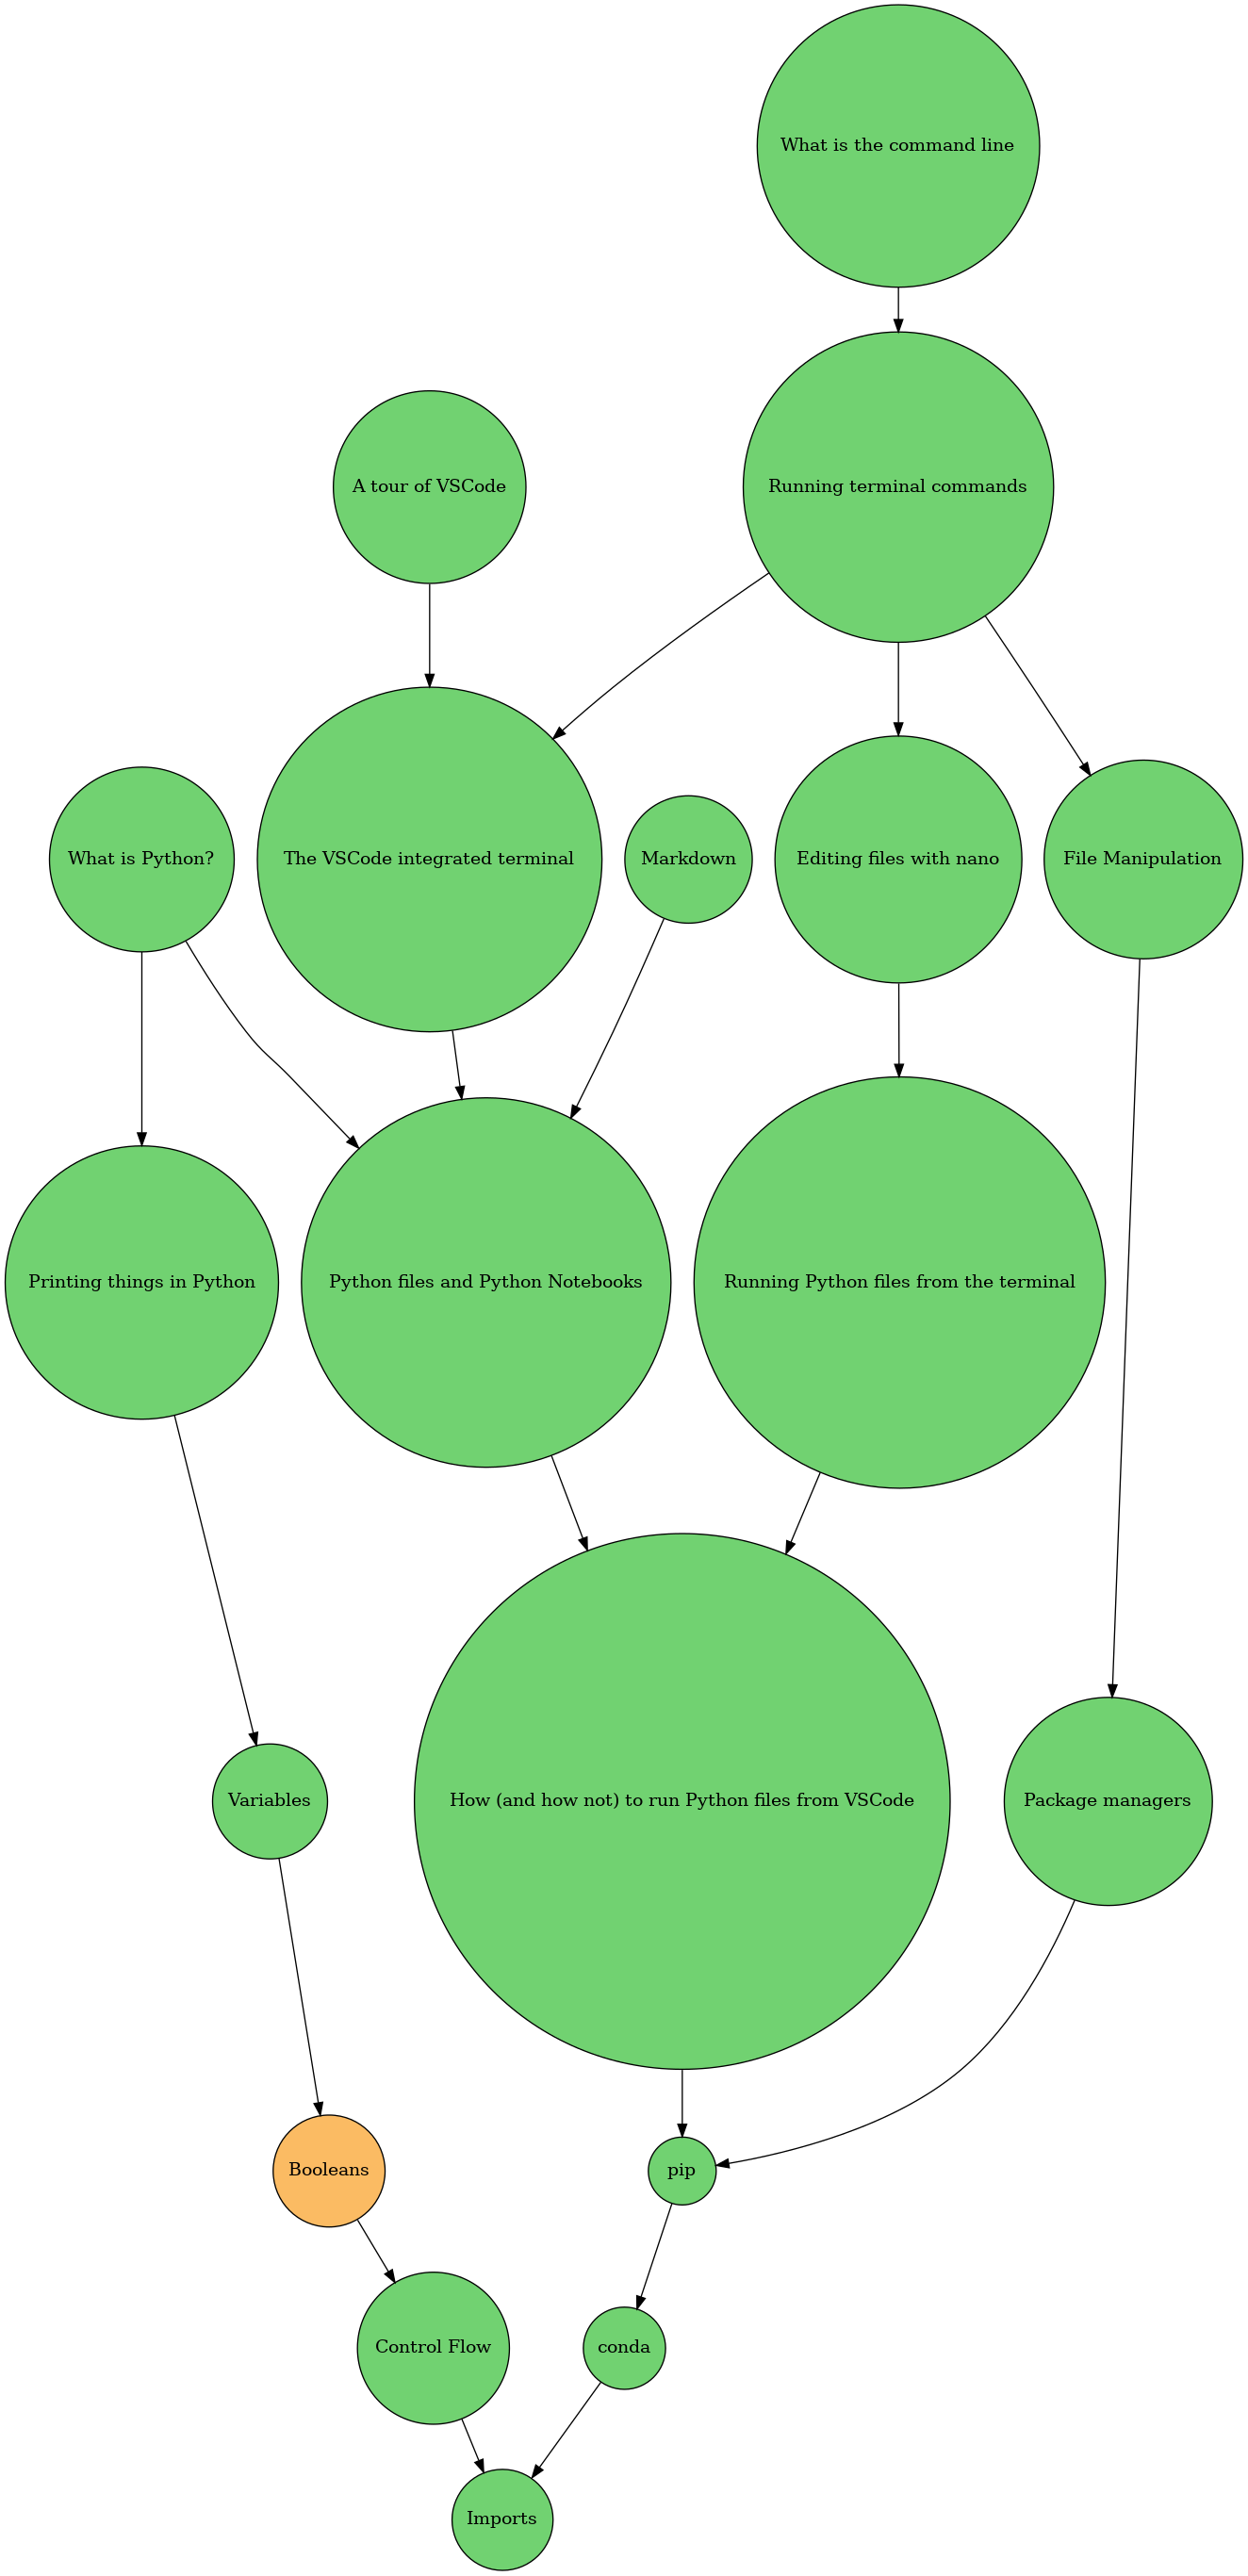 What is the command line
A tour of VSCode
Running terminal commands
What is Python?
The VSCode integrated terminal
Markdown
Editing files with nano
File Manipulation
Printing things in Python
Python files and Python Notebooks
Running Python files from the terminal
Variables
How (and how not) to run Python files from VSCode
Package managers
Booleans
pip
Control Flow
conda
Imports